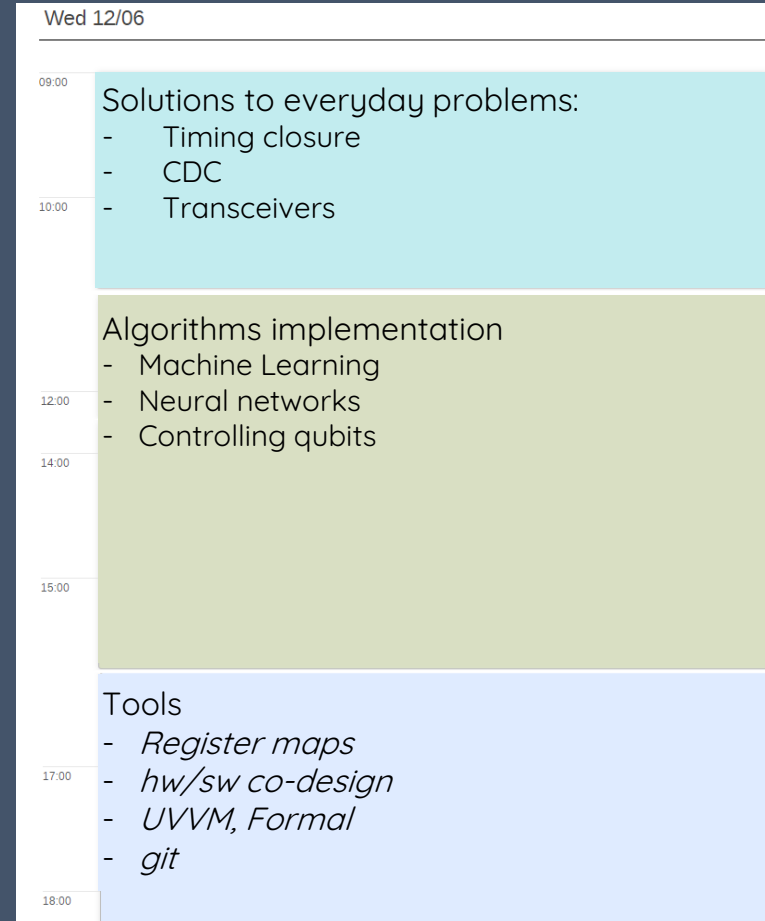 Wed 12/06
09:00
Solutions to everyday problems:
- Timing closure
- CDC
10:00
- Transceivers
Algorithms implementation
- Machine Learning
12:00
- Neural networks
- Controlling qubits
14:00
15:00
Tools
- Register maps
17:00
- hw/sw co-design
- UVVM, Formal
- git
18:00